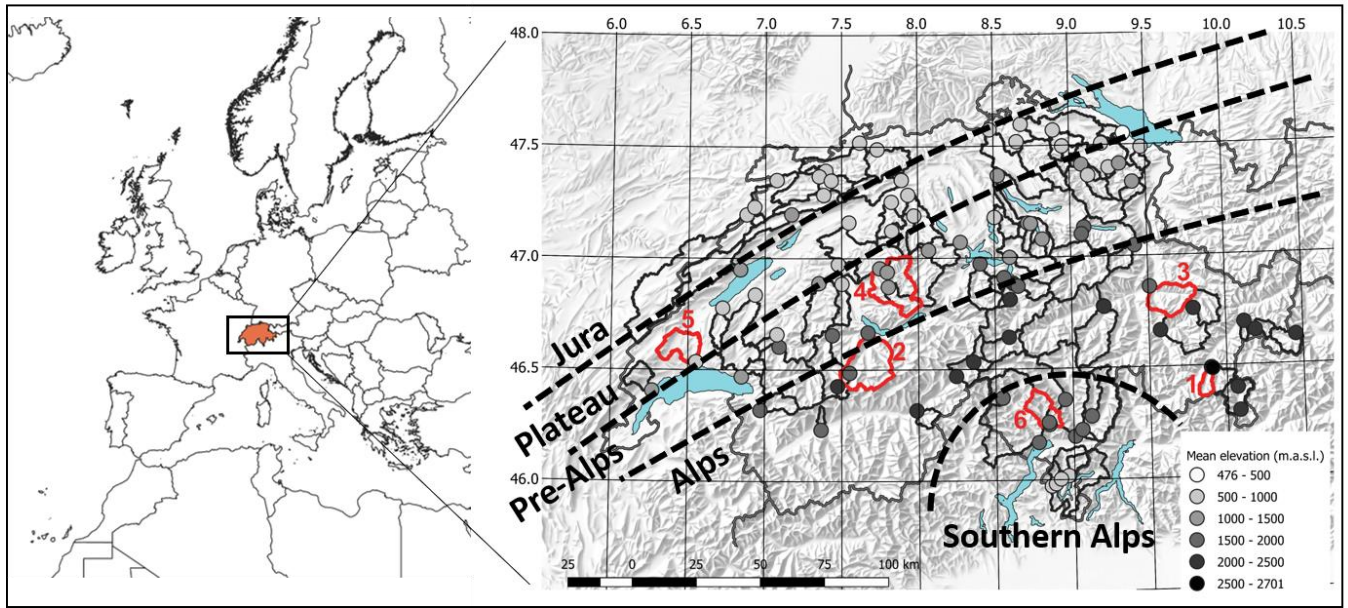 6.0 6.5 7.0 7.5 8.0 8.5 9.0 9.5 10.0 10.5
48.0
47.5
47.0
46.5
46.0
Jura
Plateau
Pre-Alps
Alps
Southern Alps
3
4
5
2
1
6
Mean elevation (m.a.s.l.)
476 - 500
500 - 1000
1000 - 1500
1500 - 2000
2000 - 2500
2500 - 2701
25 0 25 50 75 100 km